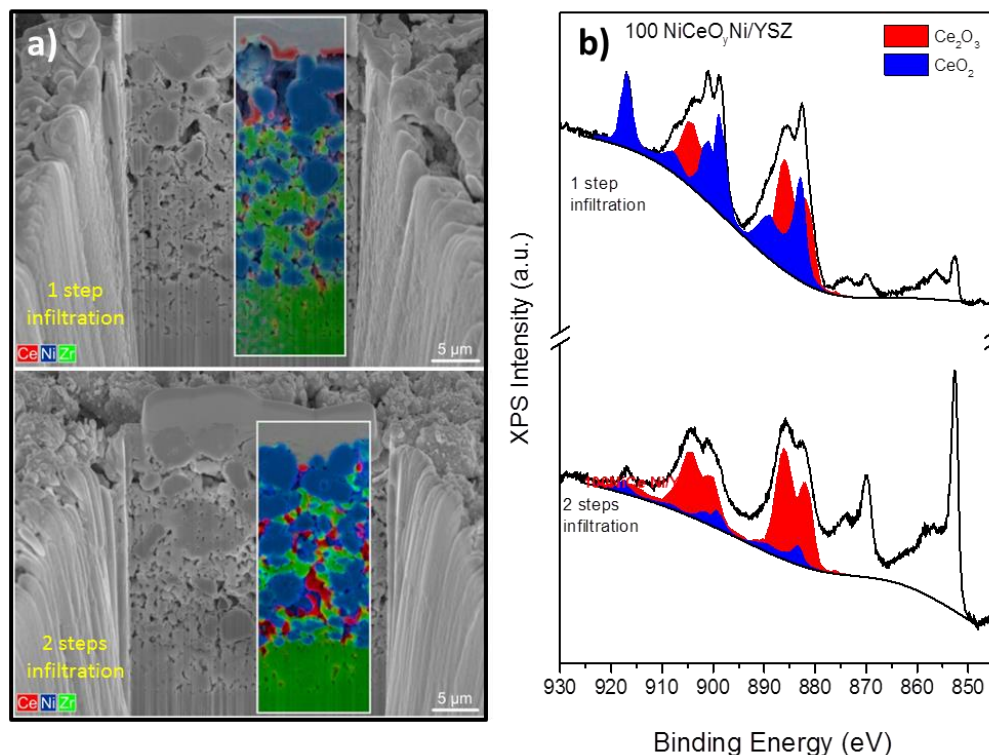 a)
1 step
infiltration
Ce Ni Zr
5 µm
2 steps
infiltration
Ce Ni Zr
5 µm
b)
100 NiCeOyNi/YSZ
Ce2O3
CeO2
1 step
infiltration
2 steps
infiltration
XPS Intensity (a.u.)
930 920 910 900 890 880 870 860 850
Binding Energy (eV)